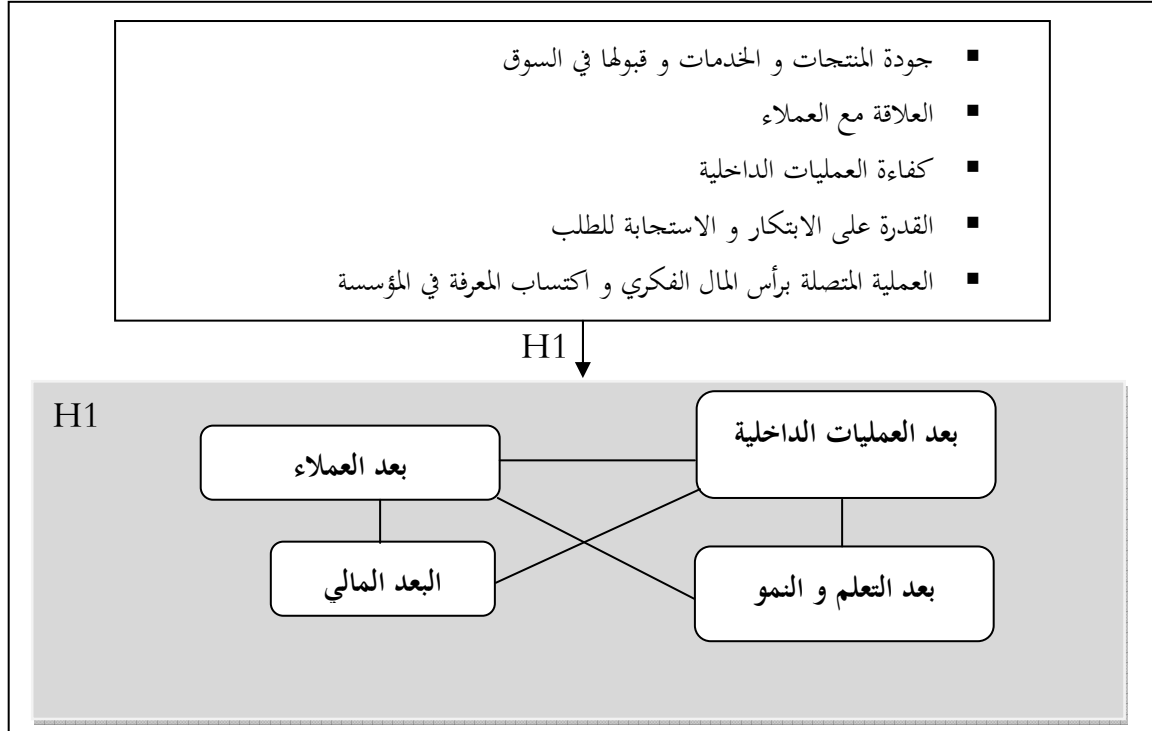 ▪ جودة المنتجات و الخدمات و قبولها في السوق
▪ العلاقة مع العملاء
▪ كفاءة العمليات الداخلية
▪ القدرة على الابتكار و الاستجابة للطلب
▪ العملية المتصلة برأس المال الفكري و اكتساب المعرفة في المؤسسة
H1
H1
بعد العمليات الداخلية
بعد العملاء
البعد المالي
بعد التعلم و النمو